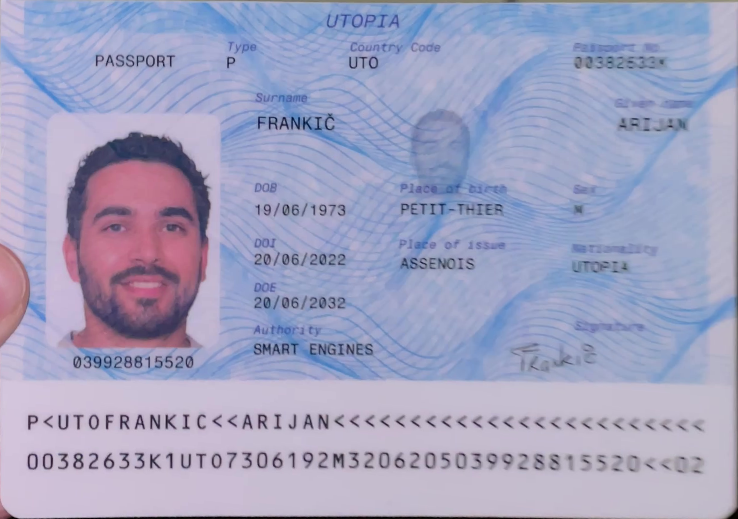 UTOPIA
Type Country Code Passport No.
PASSPORT P UTO 00382633K
Surname Given name
FRANKIČ ARIJAN
DOB Place of birth Sex
19/06/1973 PETIT-THIER M
DOI Place of issue Nationality
20/06/2022 ASSENOIS UTOPIA
DOE
20/06/2032
Authority Signature
SMART ENGINES Frankič
039928815520
P<UTOFRANKIC<<ARIJAN<<<<<<<<<<<<<<<<<<<<<<<<
00382633K1UTO7306192M3206205039928815520<<02